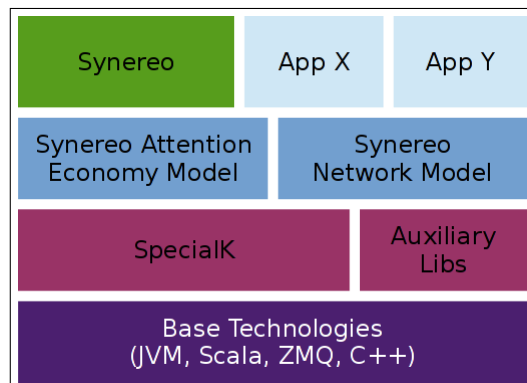 Synereo
App X
App Y
Synereo Attention
Economy Model
Synereo
Network Model
SpecialK
Auxiliary
Libs
Base Technologies
(JVM, Scala, ZMQ, C++)